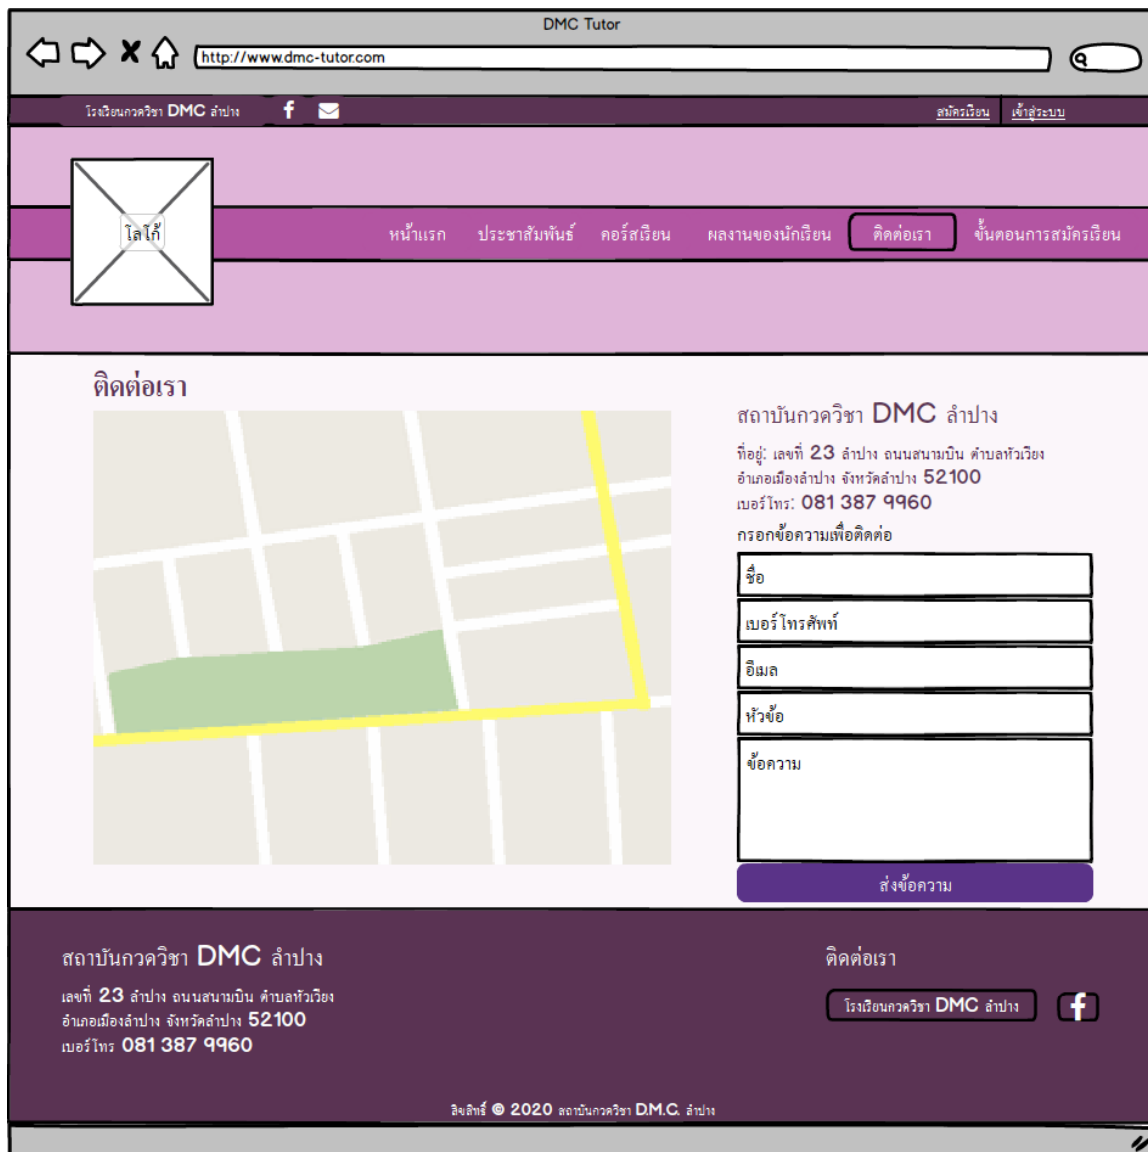 DMC Tutor
http://www.dmc-tutor.com
โรงเรียนกวดวิชา DMC ลำปาง
สมัครเรียน เข้าสู่ระบบ
โลโก้
หน้าแรก ประชาสัมพันธ์ คอร์สเรียน ผลงานของนักเรียน ติดต่อเรา ขั้นตอนการสมัครเรียน
ติดต่อเรา
สถาบันกวดวิชา DMC ลำปาง
ที่อยู่: เลขที่ 23 ลำปาง ถนนสนามบิน ตำบลหัวเวียง
อำเภอเมืองลำปาง จังหวัดลำปาง 52100
เบอร์โทร: 081 387 9960
กรอกข้อความเพื่อติดต่อ
ชื่อ
เบอร์โทรศัพท์
อีเมล
หัวข้อ
ข้อความ
ส่งข้อความ
สถาบันกวดวิชา DMC ลำปาง
เลขที่ 23 ลำปาง ถนนสนามบิน ตำบลหัวเวียง
อำเภอเมืองลำปาง จังหวัดลำปาง 52100
เบอร์โทร 081 387 9960
ติดต่อเรา
โรงเรียนกวดวิชา DMC ลำปาง
ลิขสิทธิ์ © 2020 สถาบันกวดวิชา D.M.C. ลำปาง